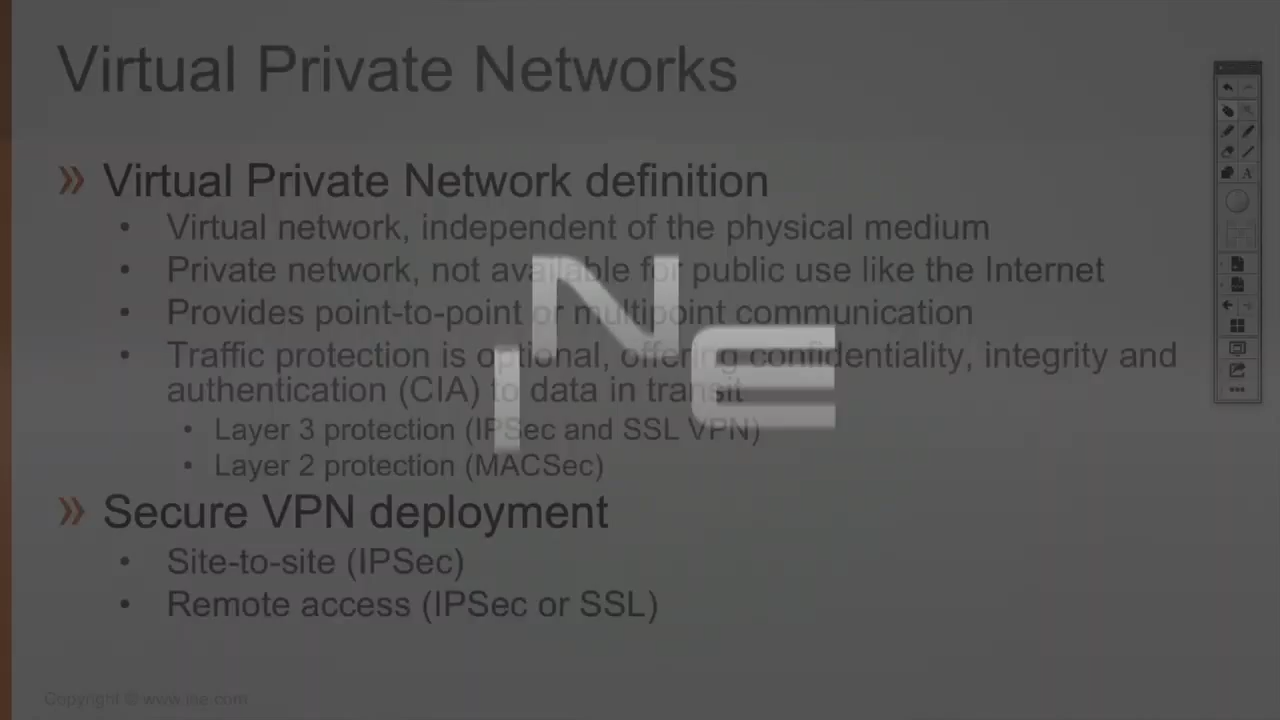 Virtual Private Networks
» Virtual Private Network definition
• Virtual network, independent of the physical medium
• Private network, not available for public use like the Internet
• Provides point-to-point or multipoint communication
• Traffic protection is optional, offering confidentiality, integrity and
authentication (CIA) to data in transit
• Layer 3 protection (IPSec and SSL VPN)
• Layer 2 protection (MACSec)
» Secure VPN deployment
• Site-to-site (IPSec)
• Remote access (IPSec or SSL)
iNE
A
Copyright © www.ine.com